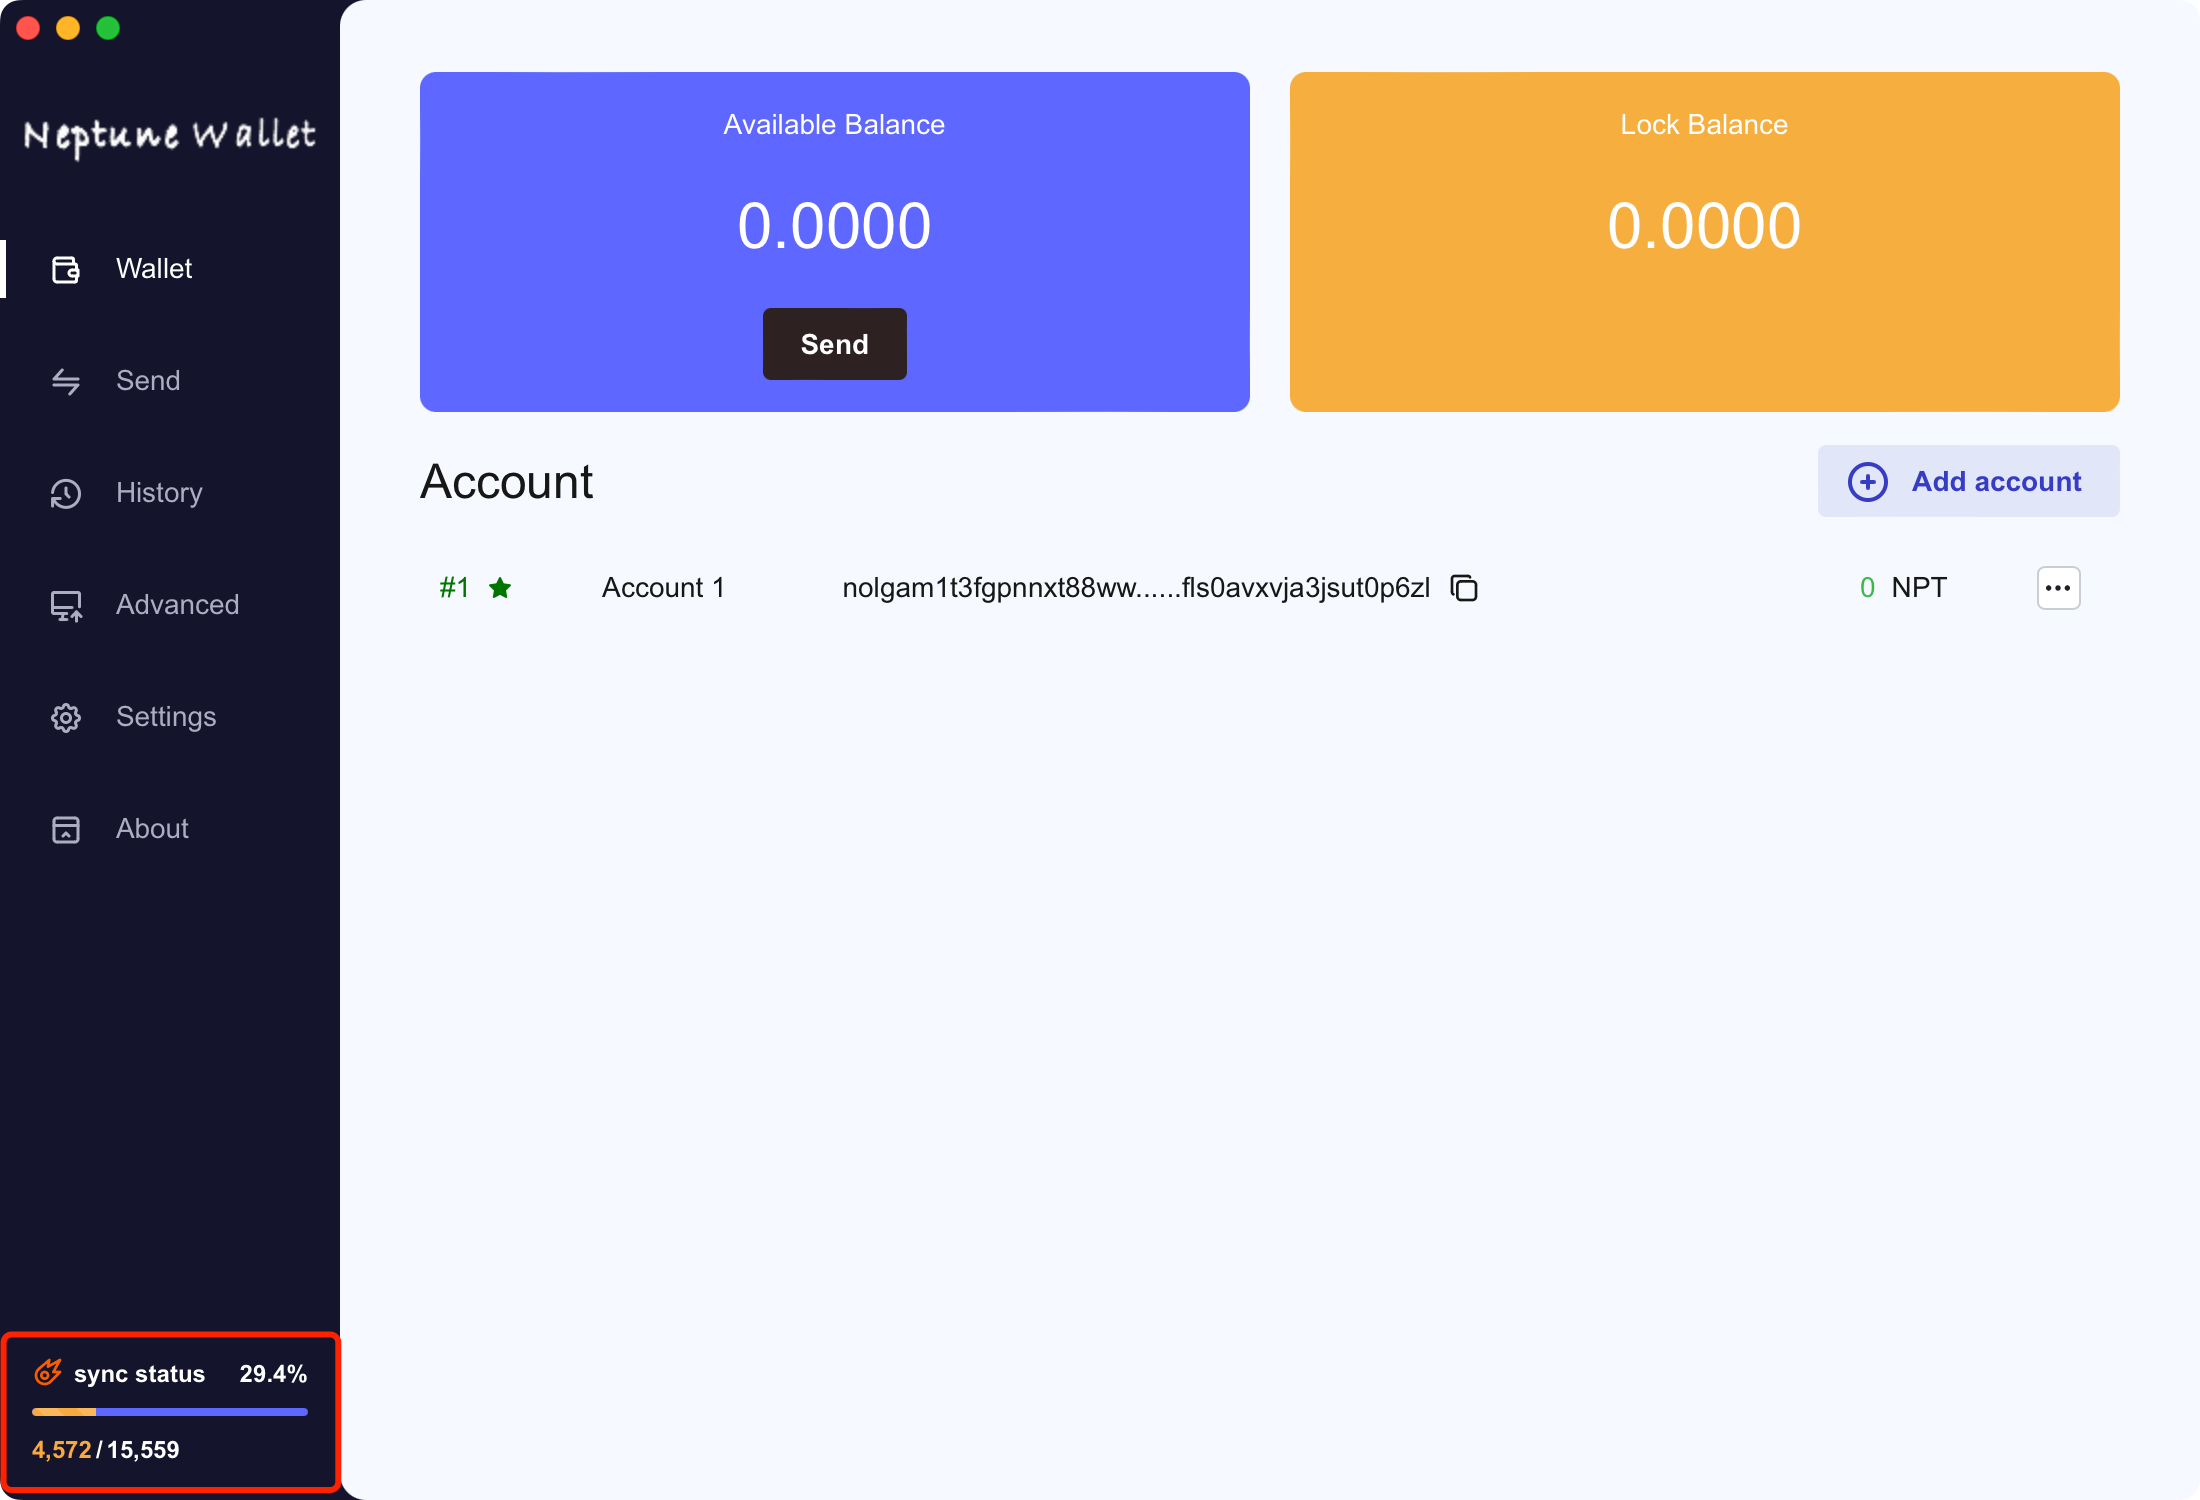 Neptune Wallet
Wallet
Send
History
Advanced
Settings
About
sync status 29.4%
4,572/15,559
Available Balance
0.0000
Send
Lock Balance
0.0000
Account
Add account
#1 Account 1 nolgam1t3fgpnnxt88ww......fls0avxvja3jsut0p6zl 0 NPT